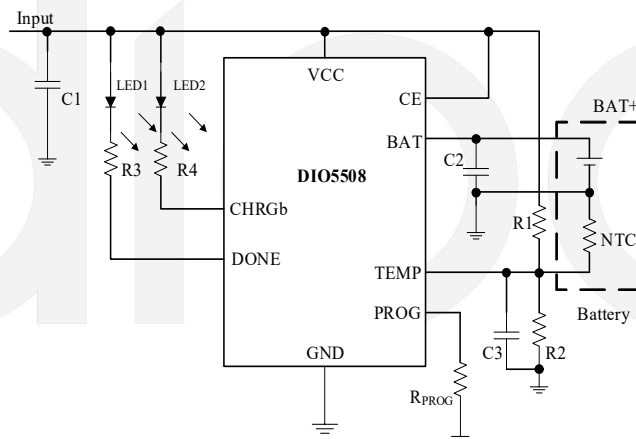 Input
LED1
LED2
VCC
CE
C1
BAT+
BAT
C2
R3
R4
DIO5508
CHRGb
R1
NTC
DONE
TEMP
PROG
Battery
C3
R2
GND
RPROG